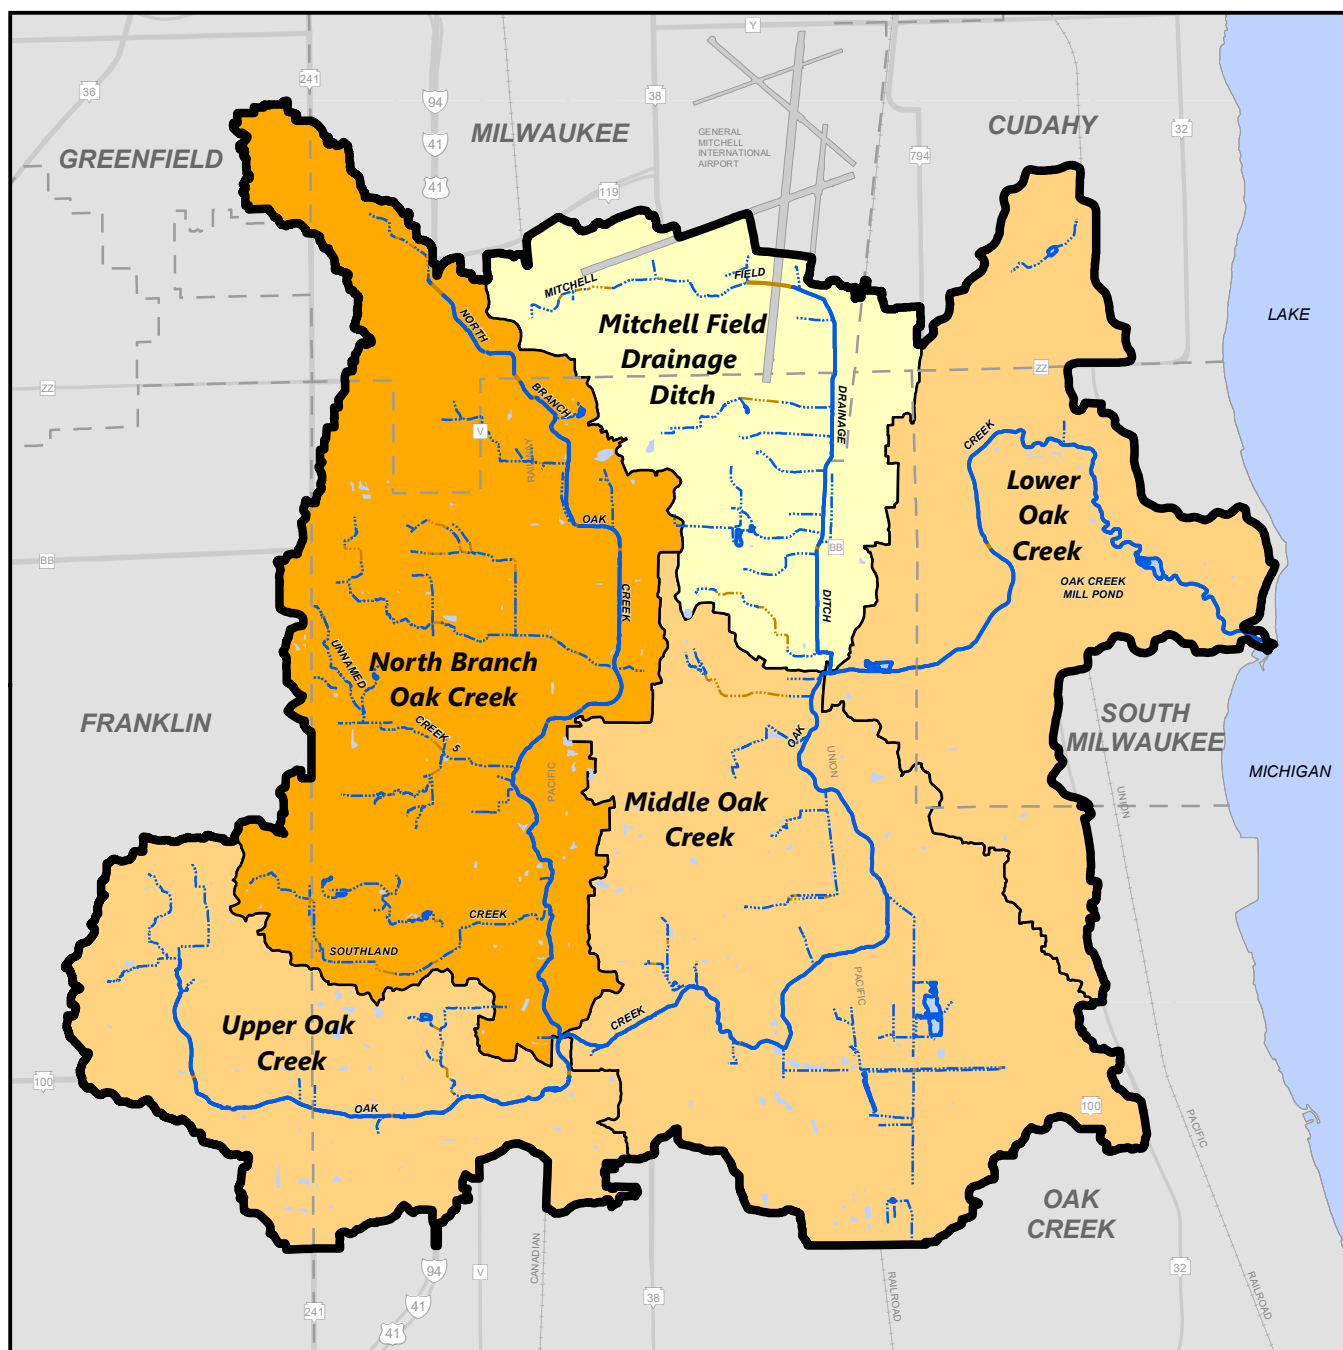 Y
36
241
94
38
MILWAUKEE
CUDAHY
GENERAL
MITCHELL
INTERNATIONAL
AIRPORT
32
41
GREENFIELD
794
41
119
MITCHELL
FIELD
NORTH
LAKE
Mitchell Field
Drainage
Ditch
ZZ
ZZ
BRANCH
DRAINAGE
V
RAILWAY
CREEK
Lower
Oak
Creek
OAK
BB
BB
OAK CREEK
MILL POND
CREEK
DITCH
UNNAMED
North Branch
Oak Creek
FRANKLIN
CREEK 5
OAK
SOUTH
MILWAUKEE
UNION
PACIFIC
MICHIGAN
Middle Oak
Creek
UNION
CREEK
SOUTHLAND
PACIFIC
Upper Oak
Creek
CREEK
100
OAK
100
PACIFIC
OAK
CREEK
CANADIAN
94
V
32
RAILROAD
RAILROAD
38
41
241
41